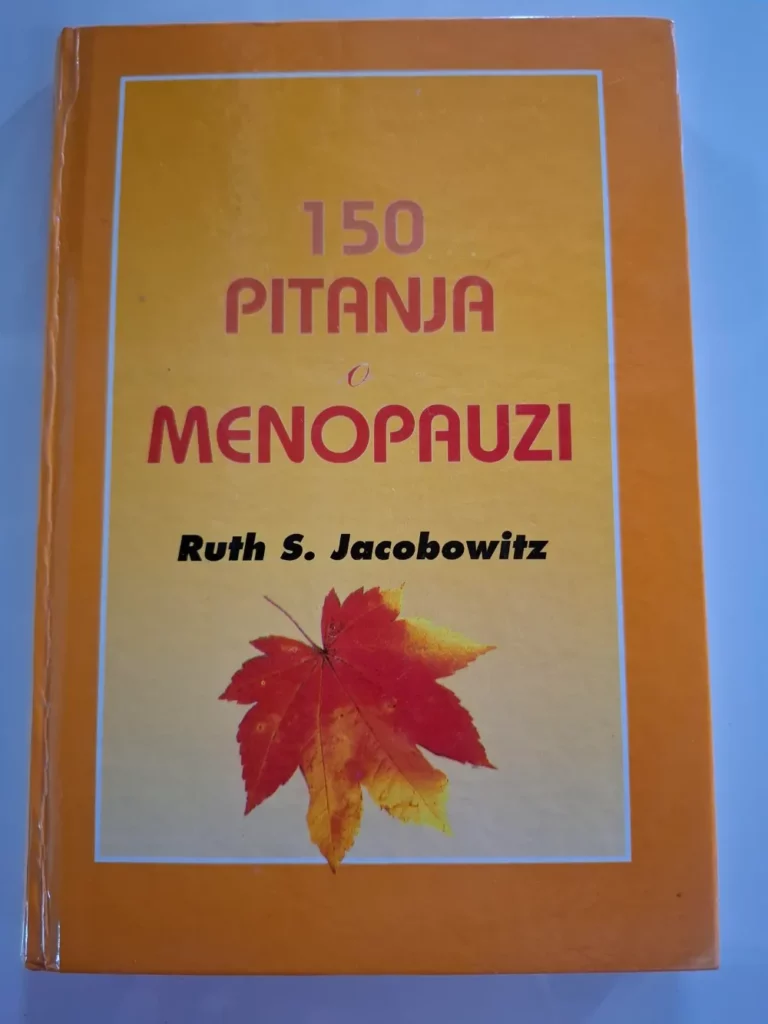 150
PITANJA
o
MENOPAUZI
Ruth S. Jacobowitz